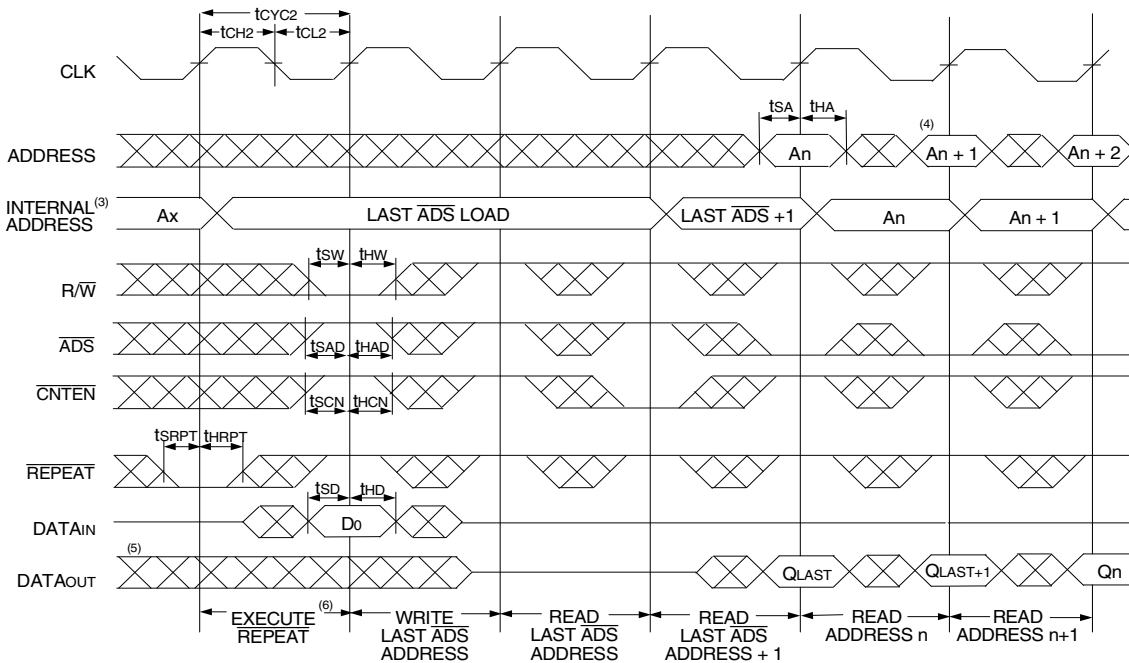 tCYC2
tCH2 tCL2
CLK
tSA tHA
ADDRESS An (4) An + 1 An + 2
INTERNAL(3) ADDRESS Ax LAST ADS LOAD LAST ADS +1 An An + 1
tSW tHW
R/W
ADS
tSAD tHAD
CNTEN
tSCN tHCN
tSRPT tHRPT
REPEAT
tSD tHD
DATAIN D0
(5)
DATAOUT QLAST QLAST+1 Qn
EXECUTE (6) WRITE READ READ READ READ
REPEAT LAST ADS LAST ADS LAST ADS ADDRESS n ADDRESS n+1
ADDRESS ADDRESS ADDRESS + 1